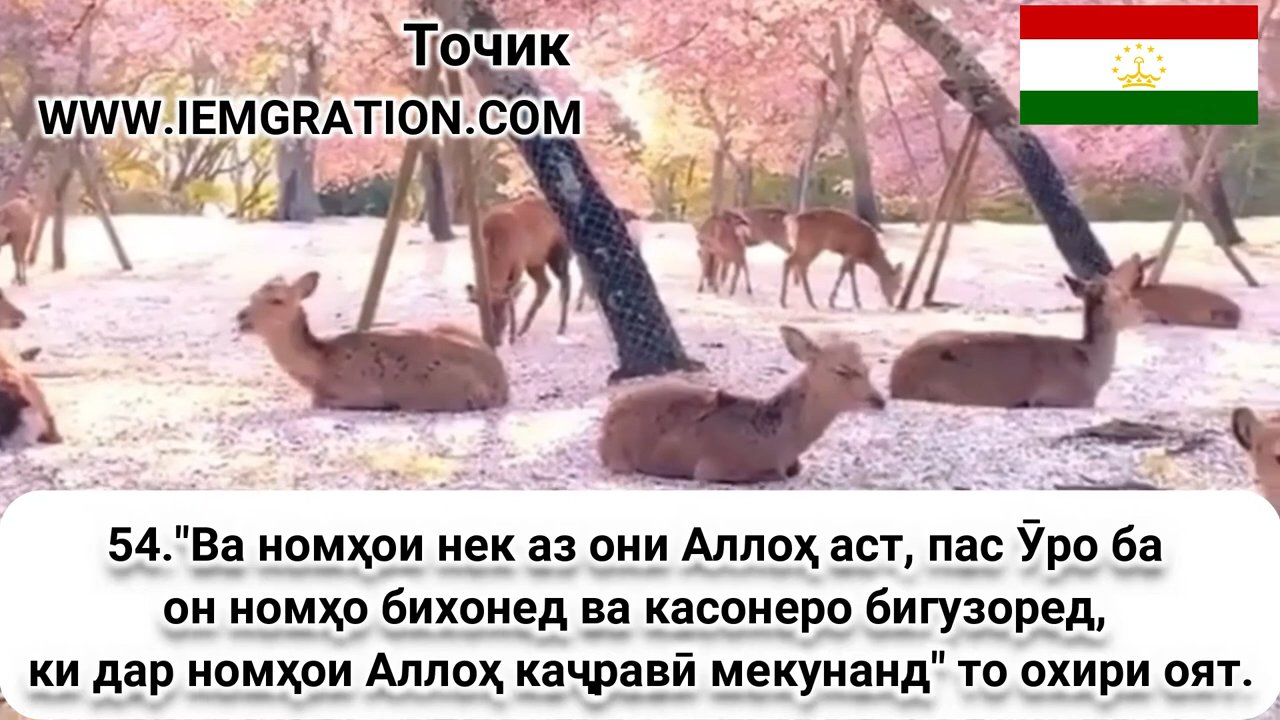 Точик
WWW.IEMGRATION.COM
54."Ва номҳои нек аз они Аллоҳ аст, пас Ӯро ба
он номҳо бихонед ва касонеро бигузоред,
ки дар номҳои Аллоҳ каҷравӣ мекунанд" то охири оят.